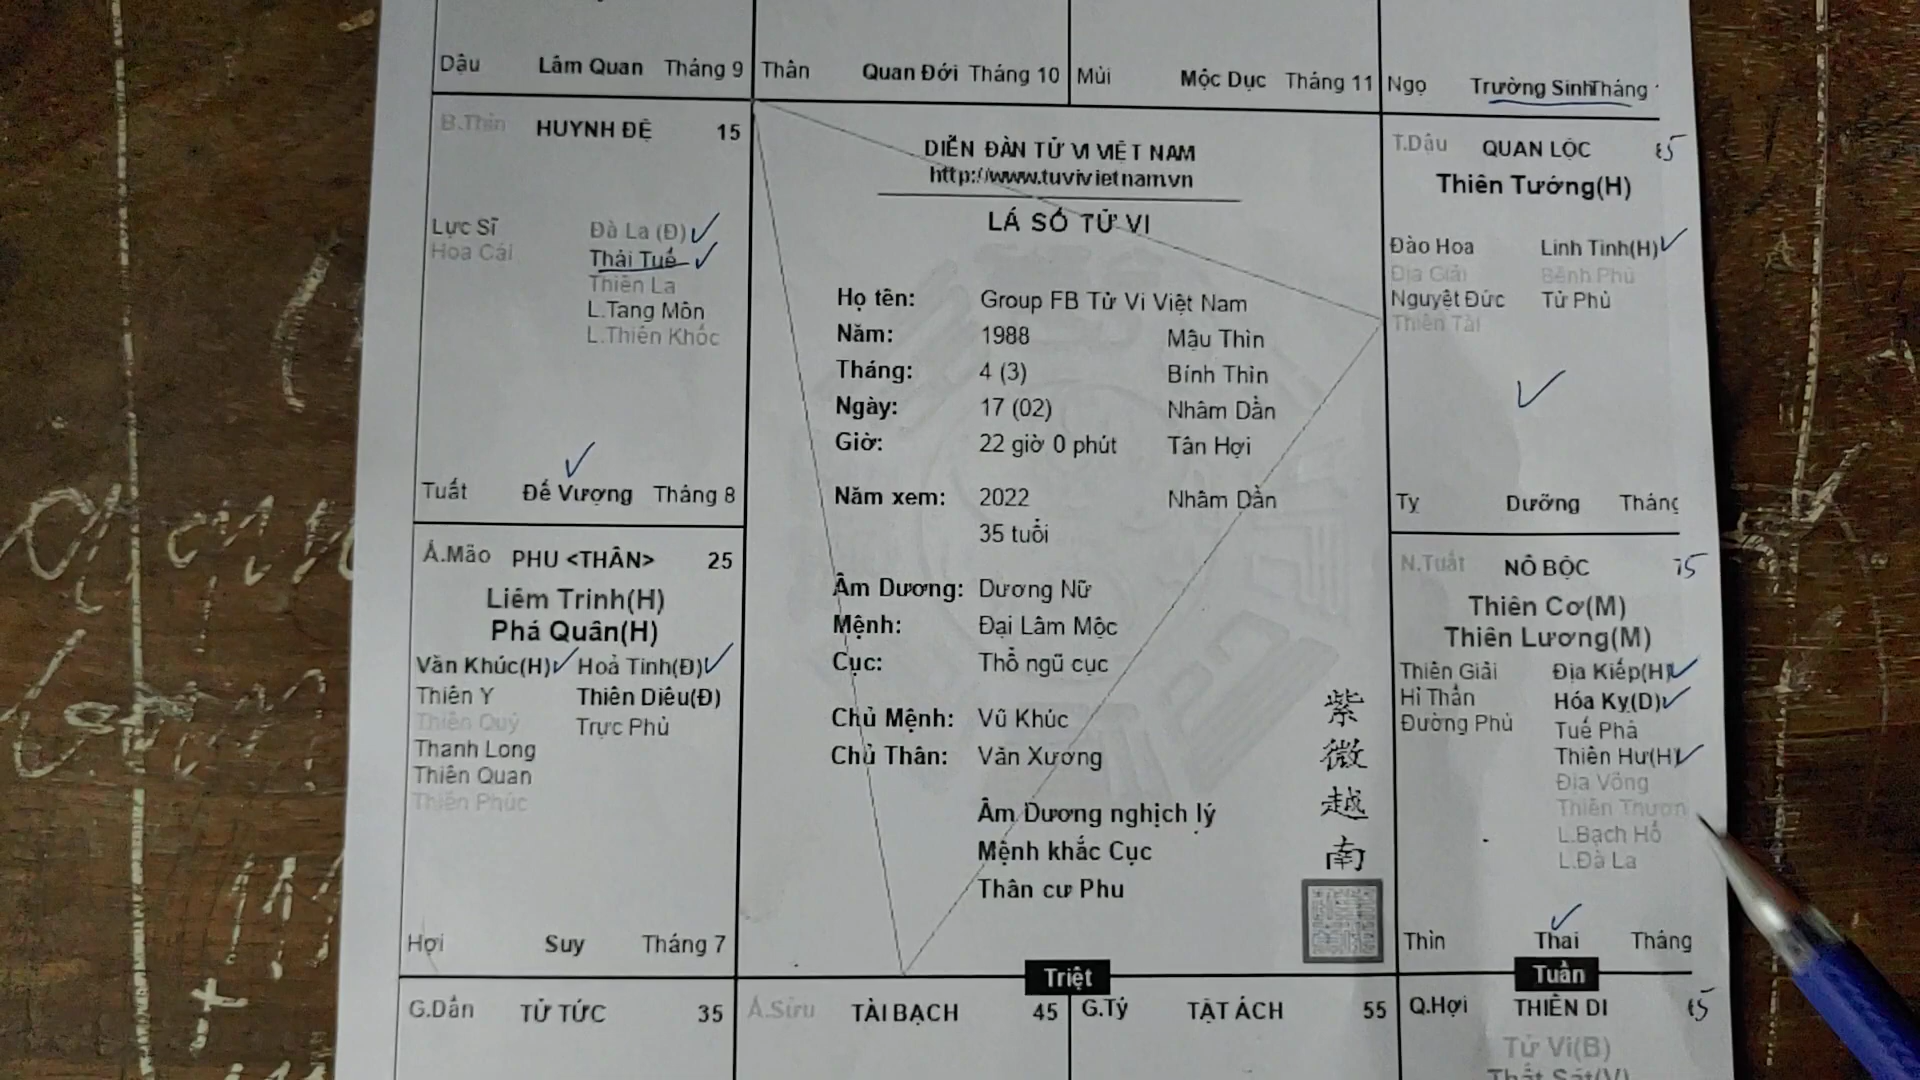 Dậu Lâm Quan Tháng 9
Thân Quan Đới Tháng 10
Mùi Mộc Dục Tháng 11
Ngọ Trường Sinh Tháng
B.Thìn HUYNH ĐỆ 15
Lực Sĩ Đà La (Đ)
Hoa Cái Thái Tuế
Thiên La
L.Tang Môn
L.Thiên Khốc
Tuất Đế Vượng Tháng 8
DIỄN ĐÀN TỬ VI VIỆT NAM
http://www.tuvivietnam.vn
LÁ SỐ TỬ VI
Họ tên: Group FB Tử Vi Việt Nam
Năm: 1988 Mậu Thìn
Tháng: 4 (3) Bính Thìn
Ngày: 17 (02) Nhâm Dần
Giờ: 22 giờ 0 phút Tân Hợi
Năm xem: 2022 Nhâm Dần
35 tuổi
Âm Dương: Dương Nữ
Mệnh: Đại Lâm Mộc
Cục: Thổ ngũ cục
Chủ Mệnh: Vũ Khúc
Chủ Thân: Văn Xương
Âm Dương nghịch lý
Mệnh khắc Cục
Thân cư Phu
紫
微
越
南
T.Dậu QUAN LỘC
Thiên Tướng(H)
Đào Hoa Linh Tinh(H)
Địa Giải Bệnh Phù
Nguyệt Đức Tử Phù
Thiên Tài
Tỵ Dưỡng Tháng
Ấ.Mão PHU <THÂN> 25
Liêm Trinh(H)
Phá Quân(H)
Văn Khúc(H) Hoả Tinh(Đ)
Thiên Y Thiên Diêu(Đ)
Thiên Quý Trực Phù
Thanh Long
Thiên Quan
Thiên Phúc
Hợi Suy Tháng 7
N.Tuất NÔ BỘC 75
Thiên Cơ(M)
Thiên Lương(M)
Thiên Giải Địa Kiếp(H)
Hỉ Thần Hóa Kỵ(D)
Đường Phù Tuế Phá
Thiên Hư(H)
Địa Võng
Thiên Thươn
L.Bạch Hổ
L.Đà La
Thìn Thai Tháng
Triệt
Tuần
G.Dần TỬ TỨC 35
Ấ.Sửu TÀI BẠCH 45
G.Tý TẬT ÁCH 55
Q.Hợi THIÊN DI 65
Tử Vi(B)
Thất Sát(V)